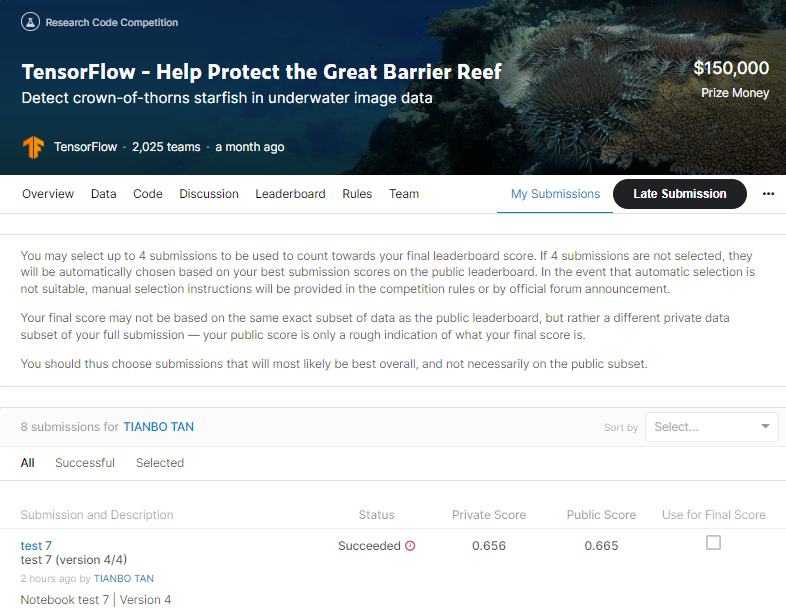 Research Code Competition
TensorFlow - Help Protect the Great Barrier Reef
$150,000
Detect crown-of-thorns starfish in underwater image data
Prize Money
TensorFlow · 2,025 teams · a month ago
Overview Data Code Discussion Leaderboard Rules Team My Submissions Late Submission ···
You may select up to 4 submissions to be used to count towards your final leaderboard score. If 4 submissions are not selected, they
will be automatically chosen based on your best submission scores on the public leaderboard. In the event that automatic selection is
not suitable, manual selection instructions will be provided in the competition rules or by official forum announcement.
Your final score may not be based on the same exact subset of data as the public leaderboard, but rather a different private data
subset of your full submission — your public score is only a rough indication of what your final score is.
You should thus choose submissions that will most likely be best overall, and not necessarily on the public subset.
8 submissions for TIANBO TAN Sort by Select...
All Successful Selected
Submission and Description Status Private Score Public Score Use for Final Score
test 7 Succeeded 0.656 0.665
test 7 (version 4/4)
2 hours ago by TIANBO TAN
Notebook test 7 | Version 4